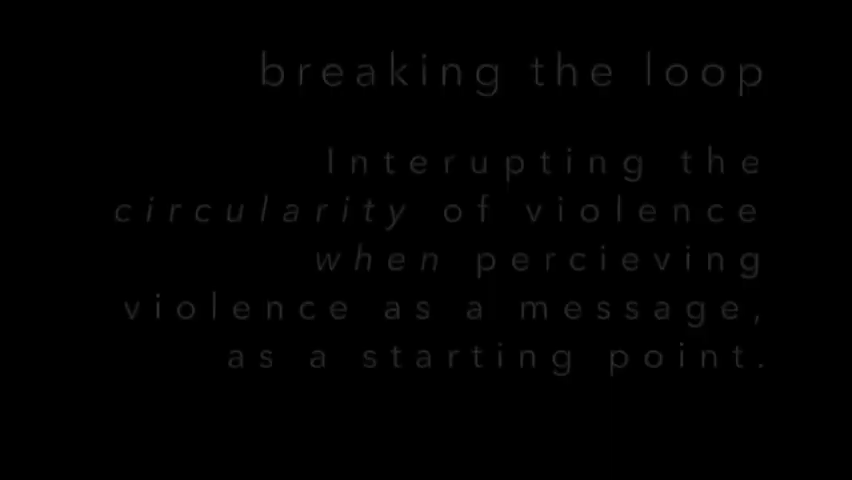 breaking the loop
Interupting the
circularity of violence
when percieving
violence as a message,
as a starting point.